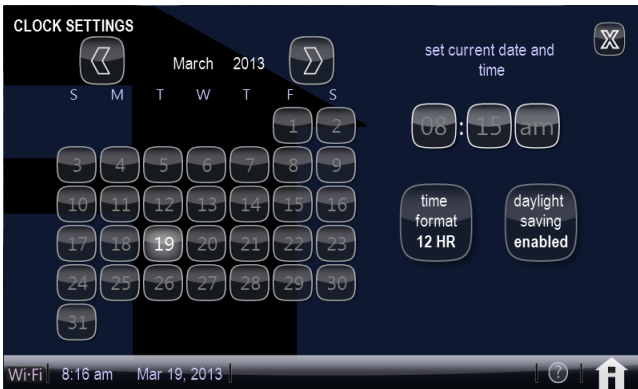 CLOCK SETTINGS
X
March 2013
set current date and
time
S M T W T F S
1 2
08 : 15 am
3 4 5 6 7 8 9
10 11 12 13 14 15 16
time
format
12 HR
daylight
saving
enabled
17 18 19 20 21 22 23
24 25 26 27 28 29 30
31
Wi·Fi 8:16 am Mar 19, 2013 ?